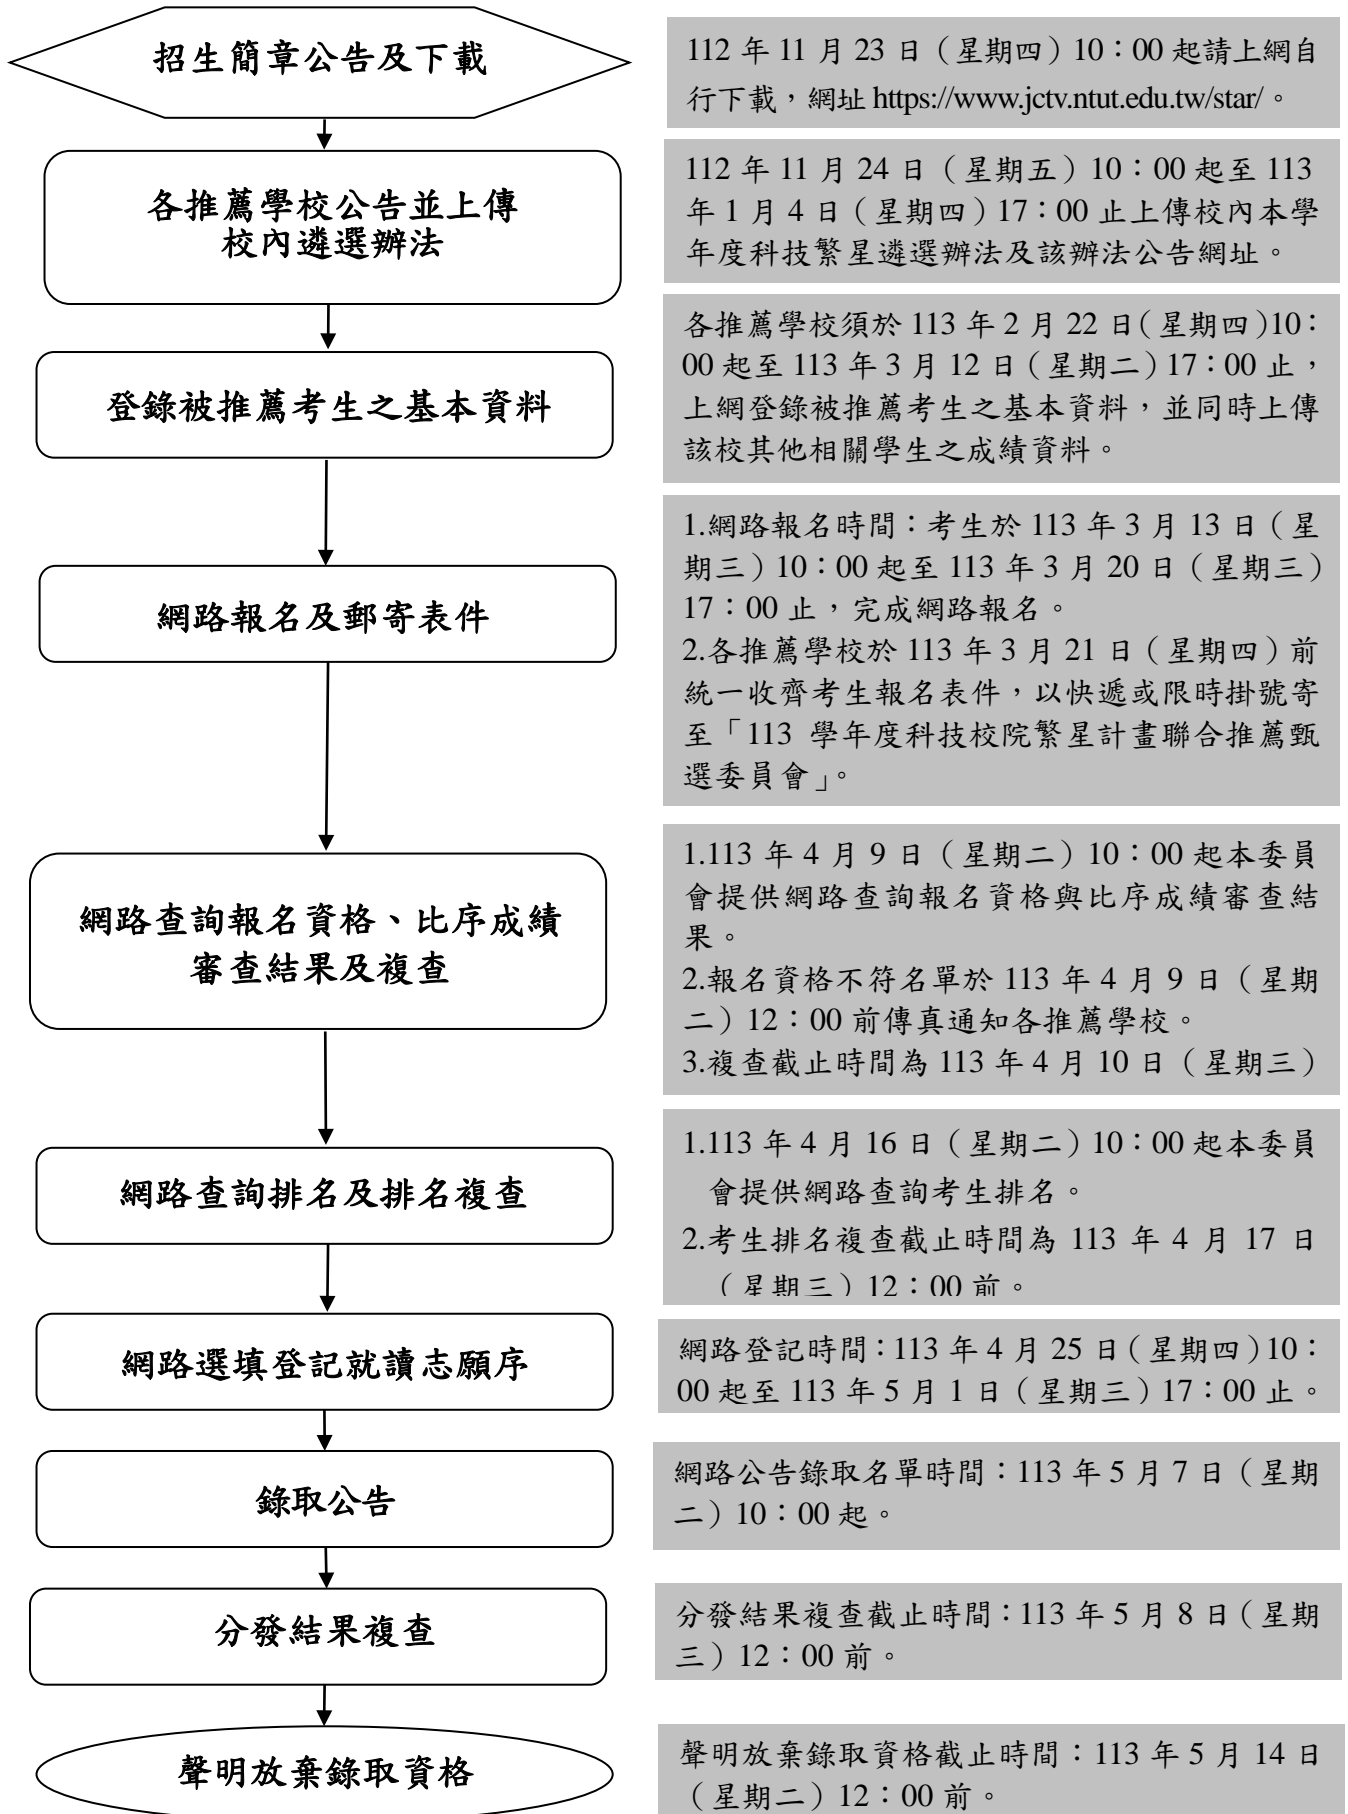 招生簡章公告及下載
112 年 11 月 23 日（星期四）10：00 起請上網自
行下載，網址 https://www.jctv.ntut.edu.tw/star/。
各推薦學校公告並上傳
校內遴選辦法
112 年 11 月 24 日（星期五）10：00 起至 113
年 1 月 4 日（星期四）17：00 止上傳校內本學
年度科技繁星遴選辦法及該辦法公告網址。
登錄被推薦考生之基本資料
各推薦學校須於 113 年 2 月 22 日（星期四）10：
00 起至 113 年 3 月 12 日（星期二）17：00 止，
上網登錄被推薦考生之基本資料，並同時上傳
該校其他相關學生之成績資料。
網路報名及郵寄表件
1.網路報名時間：考生於 113 年 3 月 13 日（星
期三）10：00 起至 113 年 3 月 20 日（星期三）
17：00 止，完成網路報名。
2.各推薦學校於 113 年 3 月 21 日（星期四）前
統一收齊考生報名表件，以快遞或限時掛號寄
至「113 學年度科技校院繁星計畫聯合推薦甄
選委員會」。
網路查詢報名資格、比序成績
審查結果及複查
1.113 年 4 月 9 日（星期二）10：00 起本委員
會提供網路查詢報名資格與比序成績審查結
果。
2.報名資格不符名單於 113 年 4 月 9 日（星期
二）12：00 前傳真通知各推薦學校。
3.複查截止時間為 113 年 4 月 10 日（星期三）
網路查詢排名及排名複查
1.113 年 4 月 16 日（星期二）10：00 起本委員
會提供網路查詢考生排名。
2.考生排名複查截止時間為 113 年 4 月 17 日
（星期三）12：00 前。
網路選填登記就讀志願序
網路登記時間：113 年 4 月 25 日（星期四）10：
00 起至 113 年 5 月 1 日（星期三）17：00 止。
錄取公告
網路公告錄取名單時間：113 年 5 月 7 日（星期
二）10：00 起。
分發結果複查
分發結果複查截止時間：113 年 5 月 8 日（星期
三）12：00 前。
聲明放棄錄取資格
聲明放棄錄取資格截止時間：113 年 5 月 14 日
（星期二）12：00 前。